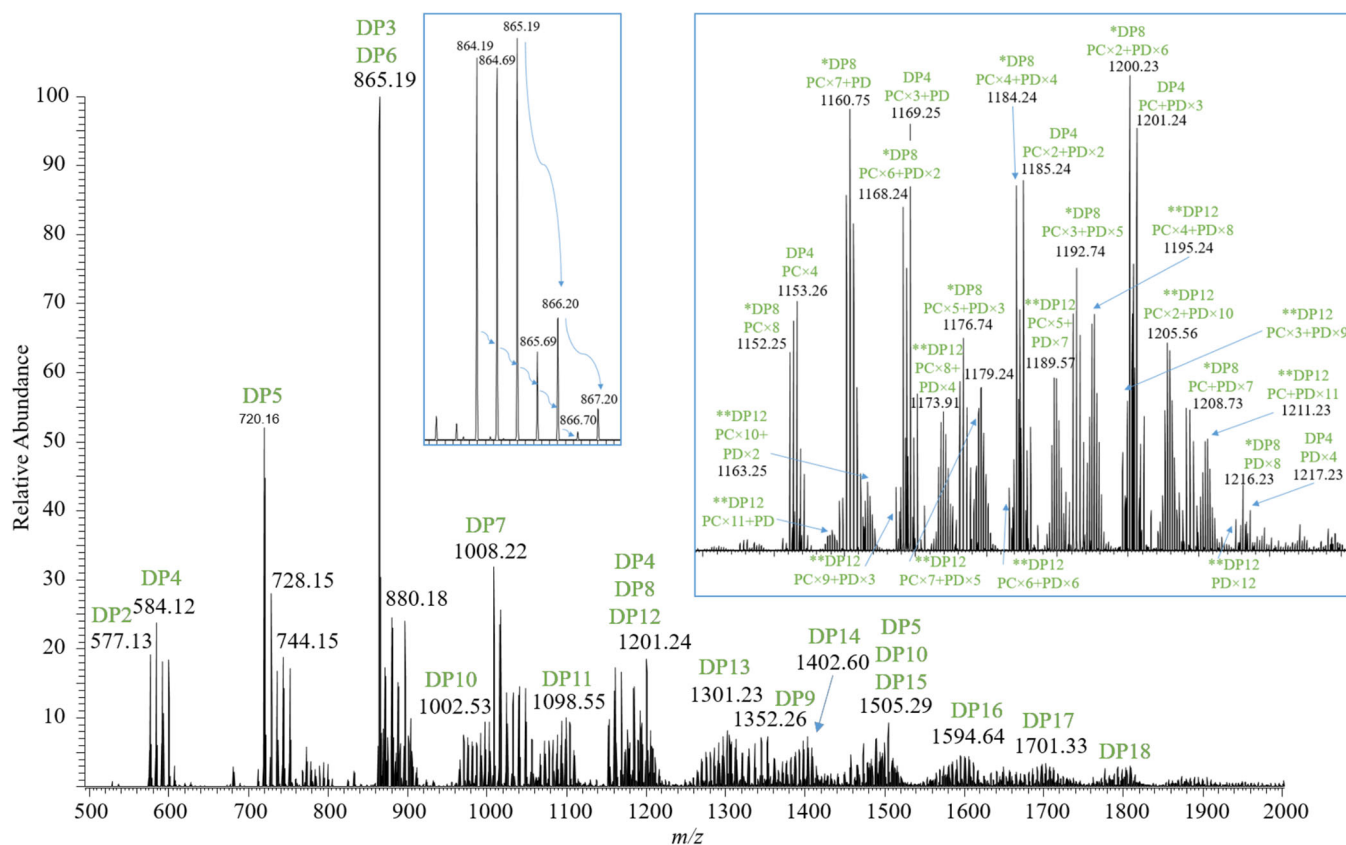 Relative Abundance
100
90
80
70
60
50
40
30
20
10
500
600
700
800
900
1000
1100
1200
1300
1400
1500
1600
1700
1800
1900
2000
m/z
DP2
577.13
DP4
584.12
DP5
720.16
728.15
744.15
DP3
DP6
865.19
880.18
DP10
1002.53
DP7
1008.22
DP11
1098.55
DP4
DP8
DP12
1201.24
DP13
1301.23
DP9
1352.26
DP14
1402.60
DP5
DP10
DP15
1505.29
DP16
1594.64
DP17
1701.33
DP18
864.19
864.69
865.19
865.69
866.20
866.70
867.20
*DP8
PC×8
1152.25
DP4
PC×4
1153.26
**DP12
PC×11+PD
*DP8
PC×7+PD
1160.75
**DP12
PC×10+
PD×2
1163.25
**DP12
PC×9+PD×3
*DP8
PC×6+PD×2
1168.24
DP4
PC×3+PD
1169.25
**DP12
PC×8+
PD×4
1173.91
*DP8
PC×5+PD×3
1176.74
1179.24
**DP12
PC×7+PD×5
*DP8
PC×4+PD×4
1184.24
DP4
PC×2+PD×2
1185.24
**DP12
PC×6+PD×6
**DP12
PC×5+
PD×7
1189.57
*DP8
PC×3+PD×5
1192.74
**DP12
PC×4+PD×8
1195.24
*DP8
PC×2+PD×6
1200.23
DP4
PC+PD×3
1201.24
**DP12
PC×3+PD×9
**DP12
PC×2+PD×10
1205.56
*DP8
PC+PD×7
1208.73
**DP12
PC+PD×11
1211.23
*DP8
PD×8
1216.23
DP4
PD×4
1217.23
**DP12
PD×12